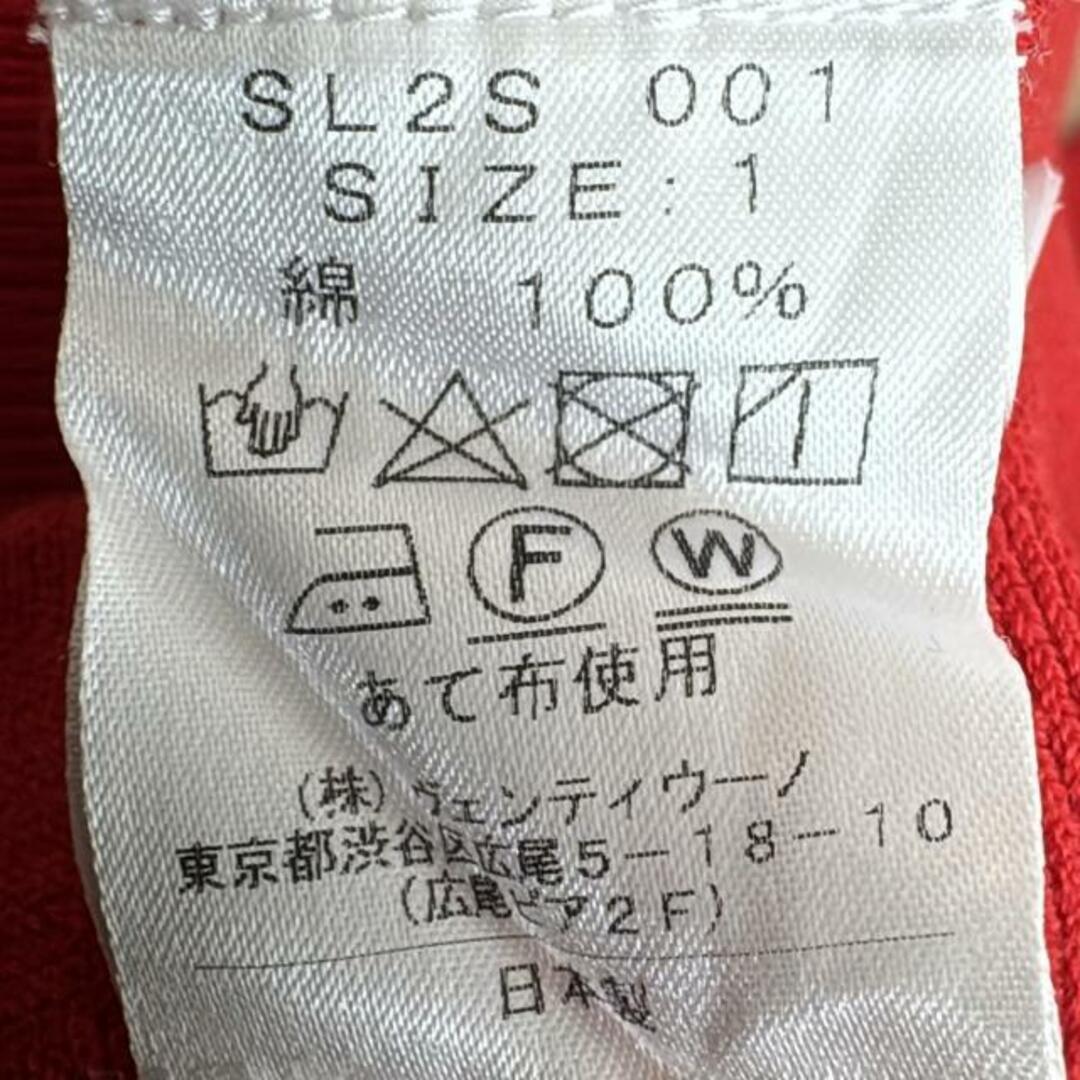 SL2S 001
SIZE:1
綿 100%
F W
あて布使用
(株)ヴェンティウーノ
東京都渋谷区広尾5-18-10
(広尾ピア2F)
日本製